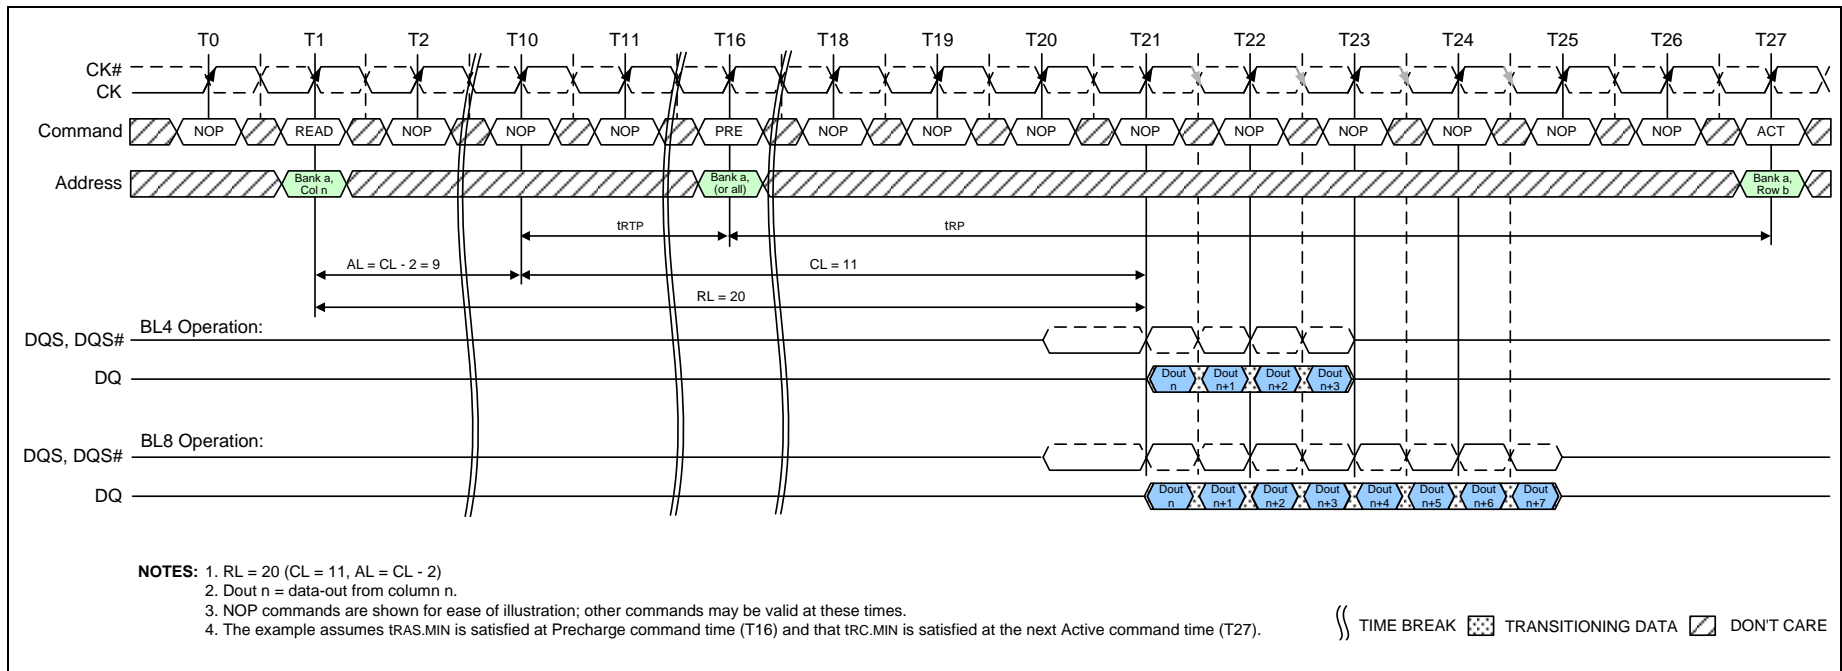 T0 T1 T2 T10 T11 T16 T18 T19 T20 T21 T22 T23 T24 T25 T26 T27
CK#
CK
Command NOP READ NOP NOP NOP PRE NOP NOP NOP NOP NOP NOP NOP NOP NOP ACT
Address
Bank a,
Col n
Bank a,
(or all)
Bank a,
Row b
tRTP tRP
AL = CL - 2 = 9 CL = 11
RL = 20
BL4 Operation:
DQS, DQS#
DQ
Dout
n
Dout
n+1
Dout
n+2
Dout
n+3
BL8 Operation:
DQS, DQS#
DQ
Dout
n
Dout
n+1
Dout
n+2
Dout
n+3
Dout
n+4
Dout
n+5
Dout
n+6
Dout
n+7
NOTES: 1. RL = 20 (CL = 11, AL = CL - 2)
2. Dout n = data-out from column n.
3. NOP commands are shown for ease of illustration; other commands may be valid at these times.
4. The example assumes tRAS.MIN is satisfied at Precharge command time (T16) and that tRC.MIN is satisfied at the next Active command time (T27).
TIME BREAK TRANSITIONING DATA DON'T CARE